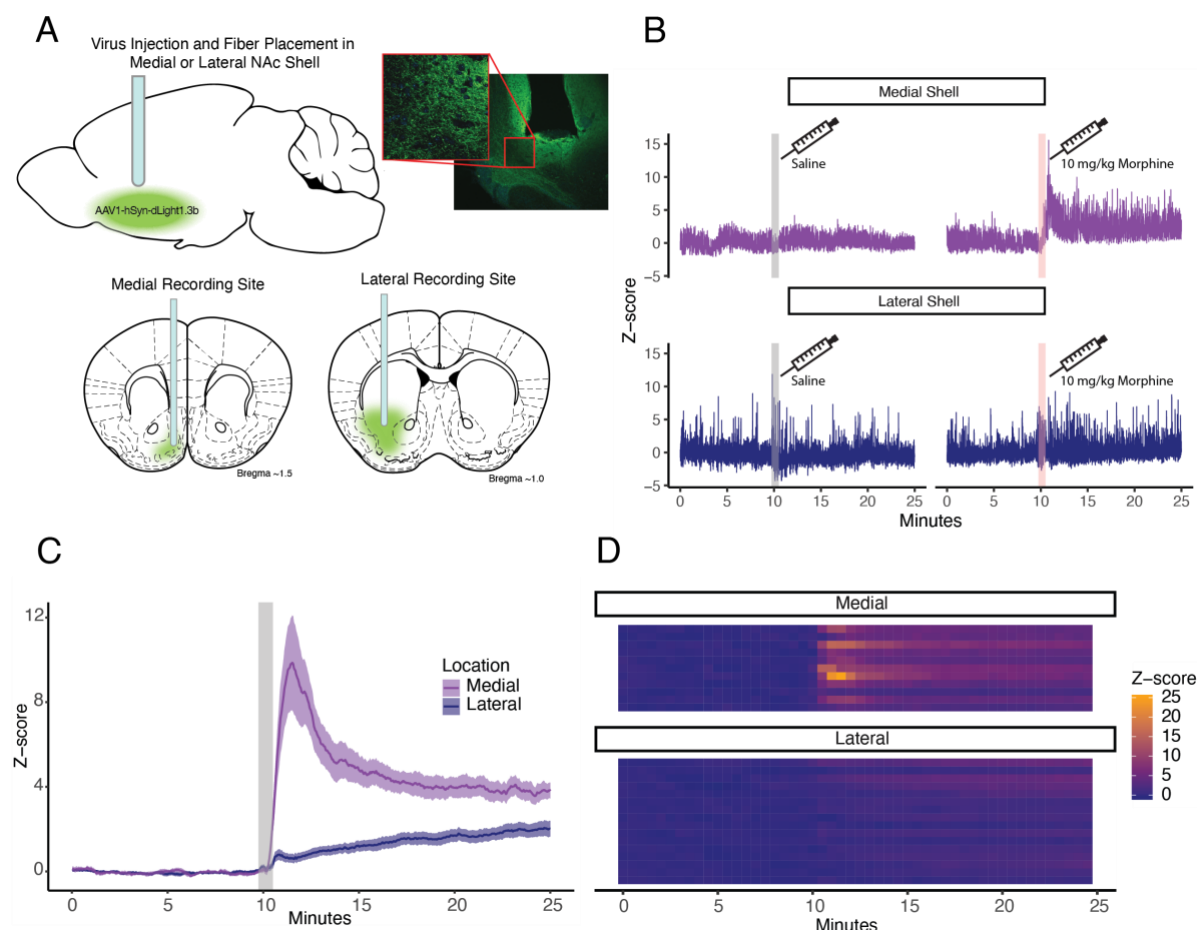 A
Virus Injection and Fiber Placement in
Medial or Lateral NAc Shell
AAV1-hSyn-dLight1.3b
Medial Recording Site
Bregma ~1.5
Lateral Recording Site
Bregma ~1.0
B
Medial Shell
15
10
5
0
−5
Saline
10 mg/kg Morphine
Z−score
Lateral Shell
15
10
5
0
−5
Saline
10 mg/kg Morphine
0 5 10 15 20 25 0 5 10 15 20 25
Minutes
C
12
8
4
0
Z−score
Location
Medial
Lateral
0 5 10 15 20 25
Minutes
D
Medial
Lateral
Z−score
25
20
15
10
5
0
0 5 10 15 20 25
Minutes